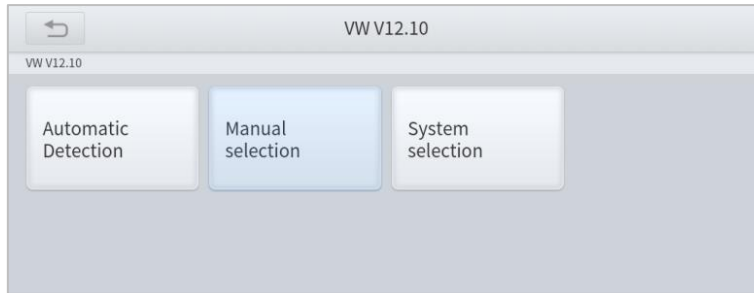 VW V12.10
VW V12.10
Automatic
Detection
Manual
selection
System
selection